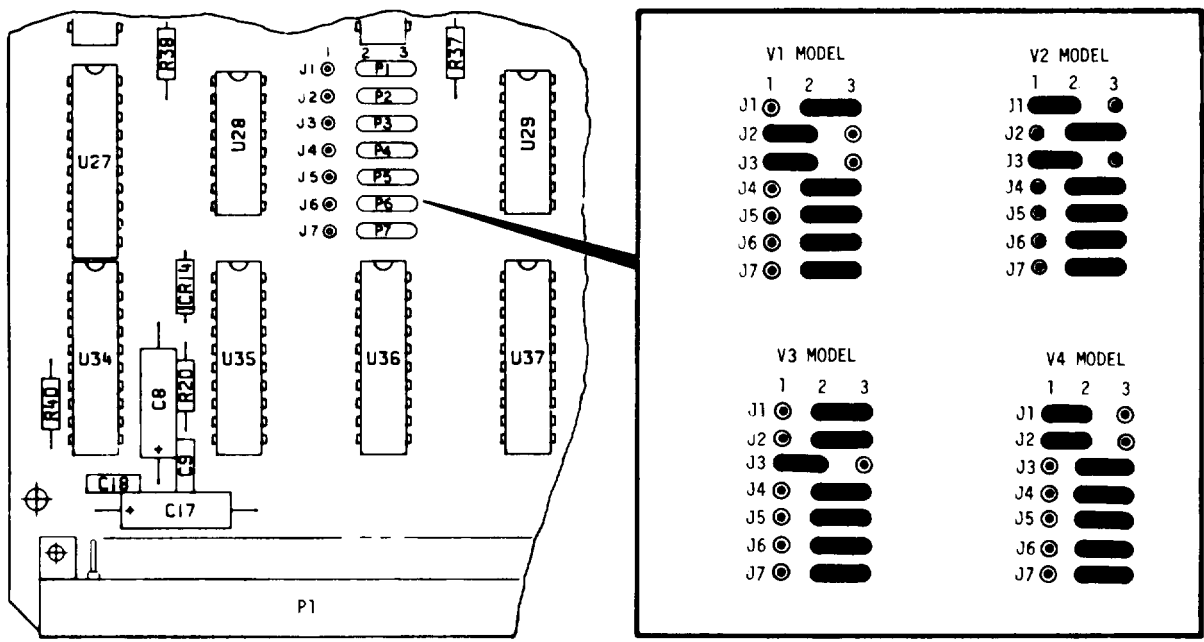 R38
1
2 3
R37
J1 P1
J2 P2
J3 P3
J4 P4
J5 P5
J6 P6
J7 P7
U27
U28
U29
CR14
U34
U35
U36
U37
R40
C8
R20
+
C9
C18
+ C17
P1
V1 MODEL
1 2 3
J1
J2
J3
J4
J5
J6
J7
V2 MODEL
1 2 3
J1
J2
J3
J4
J5
J6
J7
V3 MODEL
1 2 3
J1
J2
J3
J4
J5
J6
J7
V4 MODEL
1 2 3
J1
J2
J3
J4
J5
J6
J7